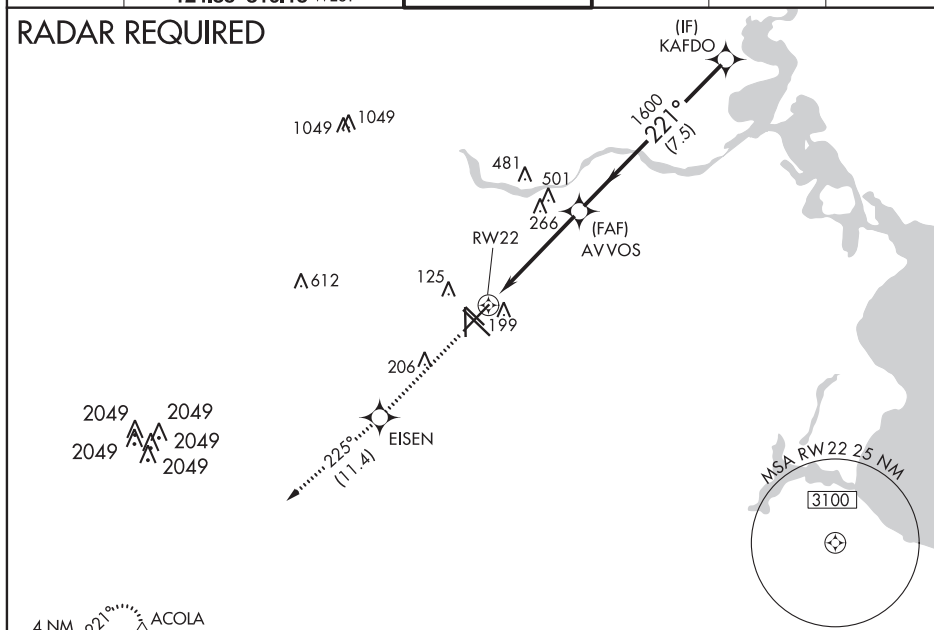 RADAR REQUIRED
(IF)
KAFDO
1049
1049
1600
221°
(7.5)
481
501
266
(FAF)
AVVOS
RW22
612
125
199
206
2049
2049
2049
2049
2049
EISEN
225°
(11.4)
MSA RW22 25 NM
3100
4 NM
221°
ACOLA